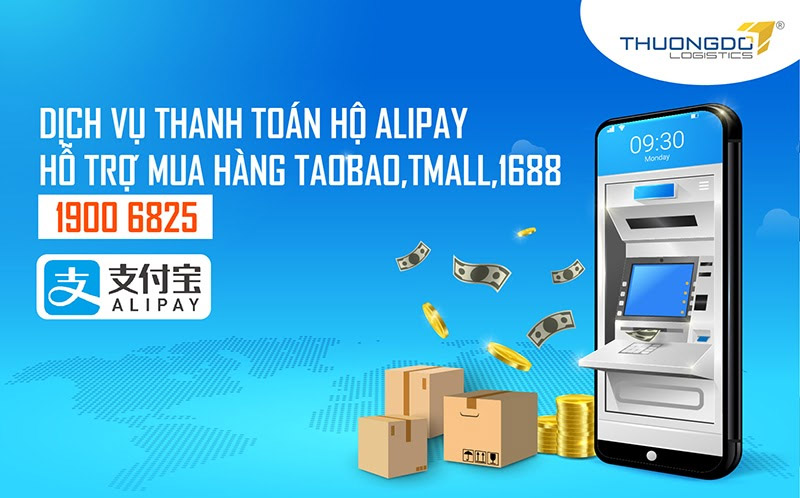 THUONGDO®
LOGISTICS
DỊCH VỤ THANH TOÁN HỘ ALIPAY
HỖ TRỢ MUA HÀNG TAOBAO,TMALL,1688
1900 6825
支 支付宝
ALIPAY
09:30
Monday